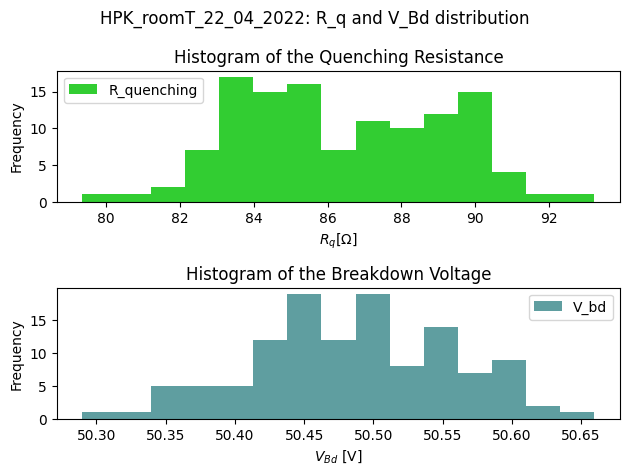 HPK_roomT_22_04_2022: R_q and V_Bd distribution
Histogram of the Quenching Resistance
R_quenching
Frequency
15
10
5
0
80 82 84 86 88 90 92
R_q[Ω]
Histogram of the Breakdown Voltage
V_bd
Frequency
15
10
5
0
50.30 50.35 50.40 50.45 50.50 50.55 50.60 50.65
V_Bd [V]